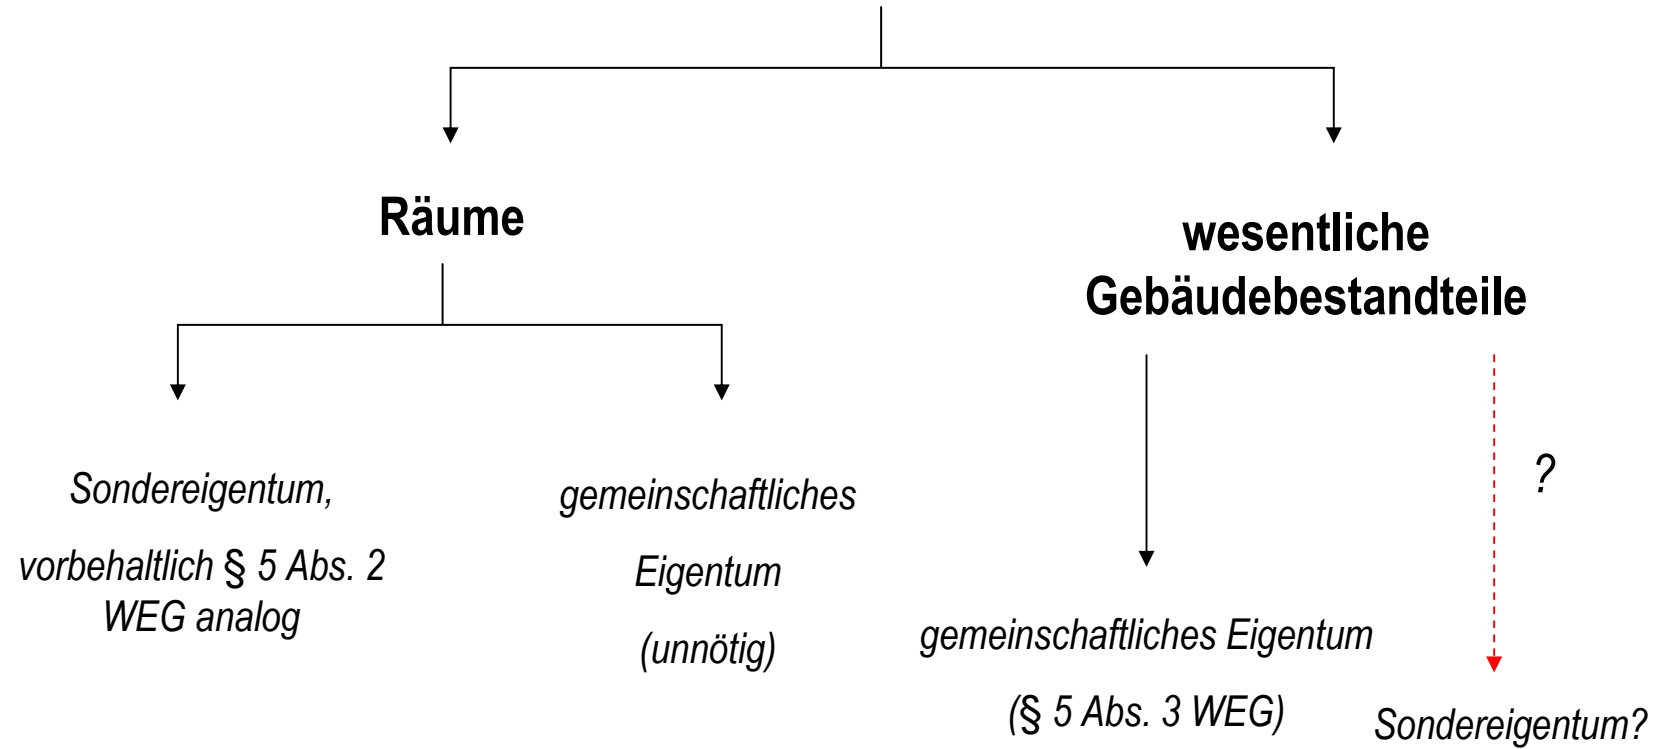 Räume
wesentliche
Gebäudebestandteile
Sondereigentum,
vorbehaltlich § 5 Abs. 2
WEG analog
gemeinschaftliches
Eigentum
(unnötig)
?
gemeinschaftliches Eigentum
(§ 5 Abs. 3 WEG)
Sondereigentum?